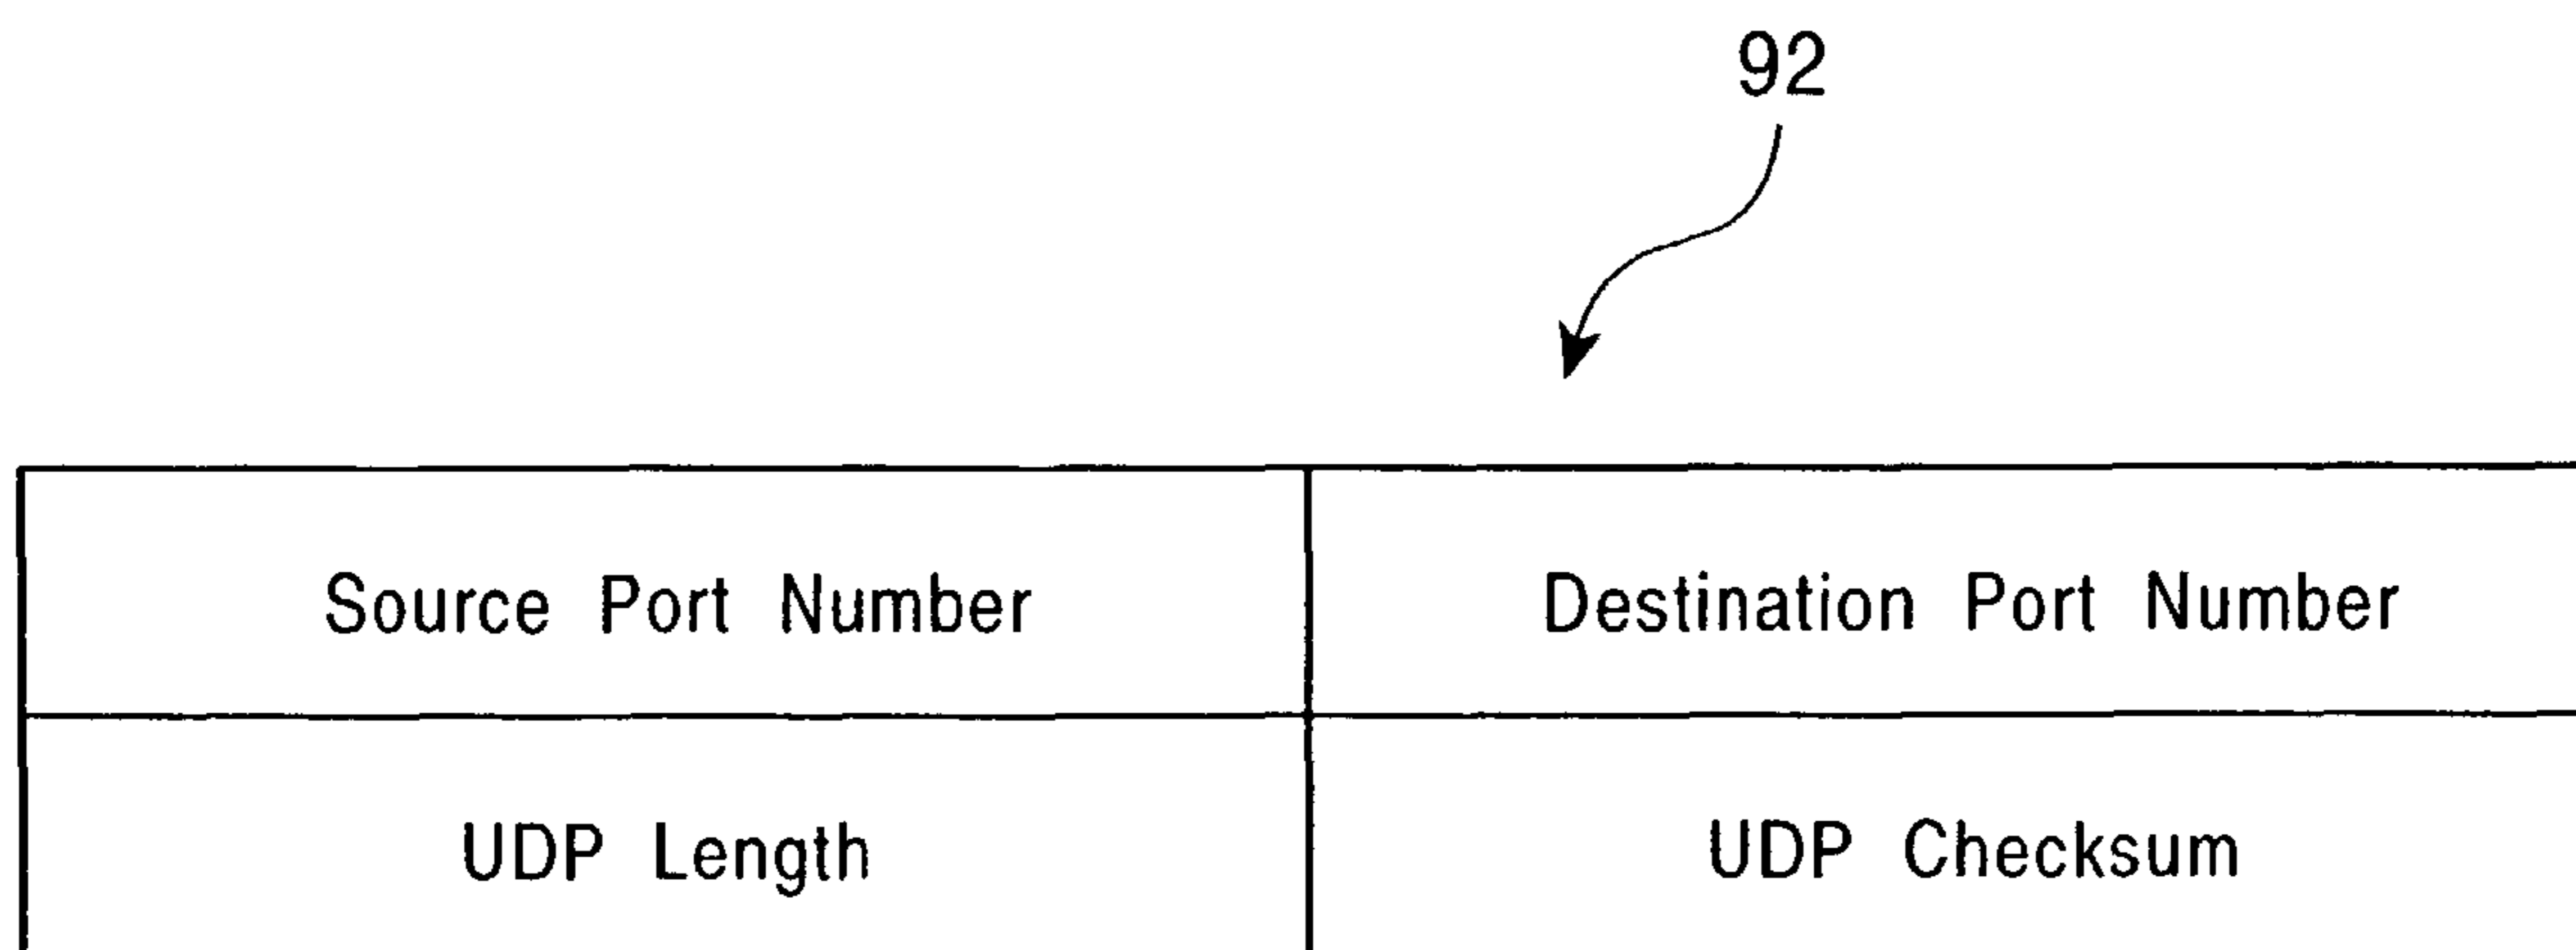 92
Source Port Number
Destination Port Number
UDP Length
UDP Checksum